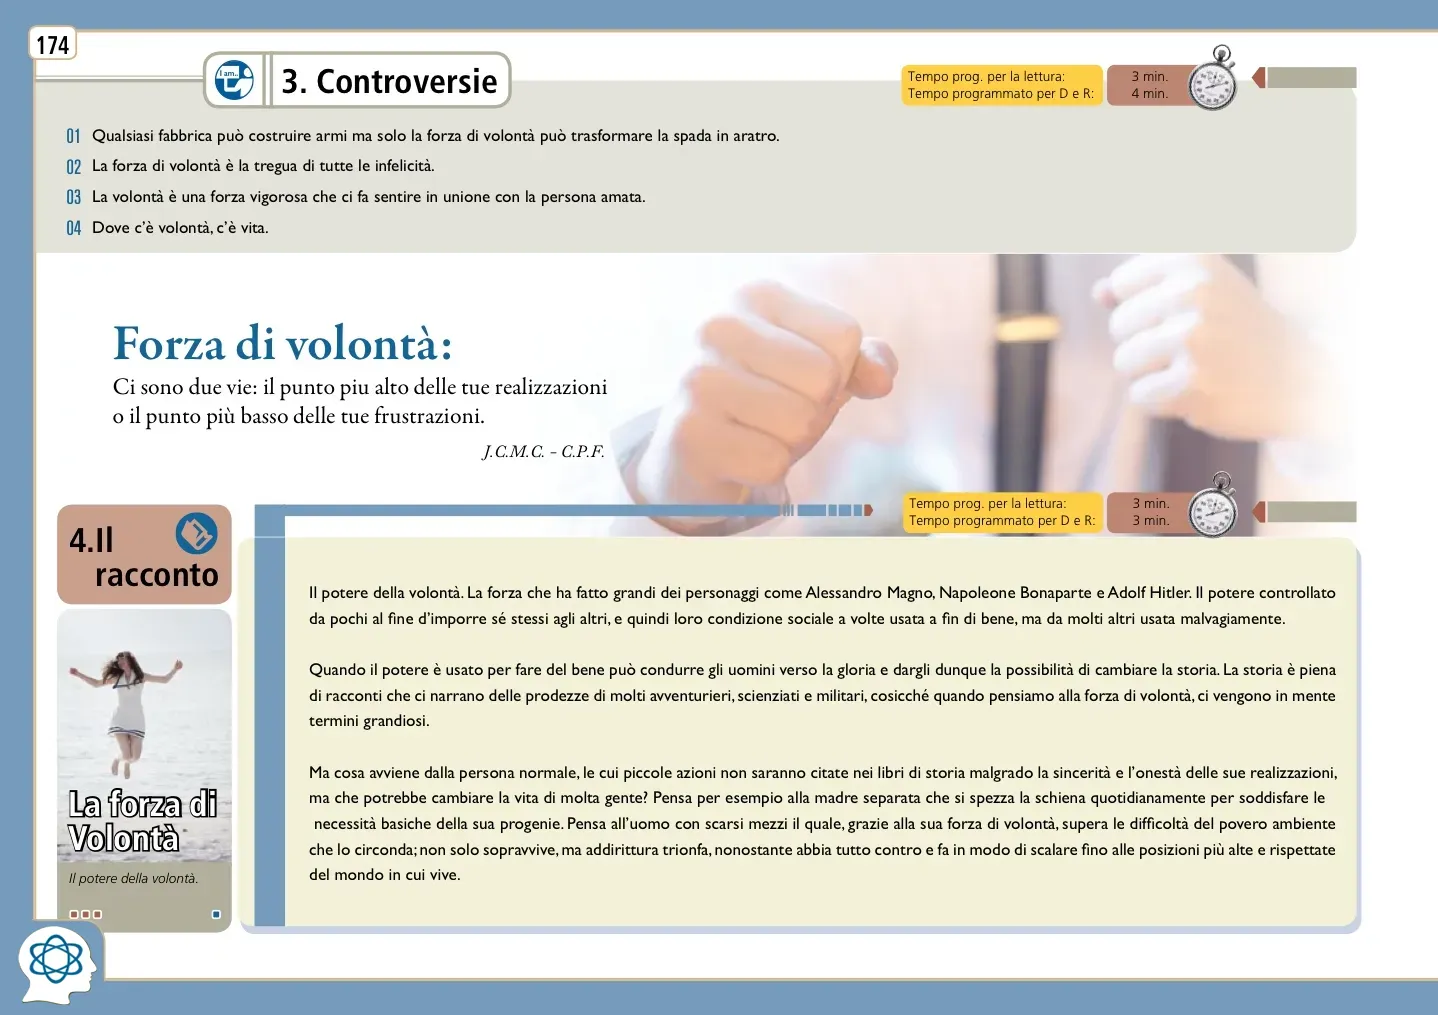 174
I am...
3. Controversie
Tempo prog. per la lettura:
3 min.
Tempo programmato per D e R:
4 min.
01 Qualsiasi fabbrica può costruire armi ma solo la forza di volontà può trasformare la spada in aratro.
02 La forza di volontà è la tregua di tutte le infelicità.
03 La volontà è una forza vigorosa che ci fa sentire in unione con la persona amata.
04 Dove c’è volontà, c’è vita.
Forza di volontà:
Ci sono due vie: il punto piu alto delle tue realizzazioni
o il punto più basso delle tue frustrazioni.
J.C.M.C. – C.P.F.
Tempo prog. per la lettura:
3 min.
Tempo programmato per D e R:
3 min.
4.Il
racconto
La forza di
Volontà
Il potere della volontà.
Il potere della volontà. La forza che ha fatto grandi dei personaggi come Alessandro Magno, Napoleone Bonaparte e Adolf Hitler. Il potere controllato
da pochi al fine d’imporre sé stessi agli altri, e quindi loro condizione sociale a volte usata a fin di bene, ma da molti altri usata malvagiamente.
Quando il potere è usato per fare del bene può condurre gli uomini verso la gloria e dargli dunque la possibilità di cambiare la storia. La storia è piena
di racconti che ci narrano delle prodezze di molti avventurieri, scienziati e militari, cosicché quando pensiamo alla forza di volontà, ci vengono in mente
termini grandiosi.
Ma cosa avviene dalla persona normale, le cui piccole azioni non saranno citate nei libri di storia malgrado la sincerità e l’onestà delle sue realizzazioni,
ma che potrebbe cambiare la vita di molta gente? Pensa per esempio alla madre separata che si spezza la schiena quotidianamente per soddisfare le
necessità basiche della sua progenie. Pensa all’uomo con scarsi mezzi il quale, grazie alla sua forza di volontà, supera le difficoltà del povero ambiente
che lo circonda; non solo sopravvive, ma addirittura trionfa, nonostante abbia tutto contro e fa in modo di scalare fino alle posizioni più alte e rispettate
del mondo in cui vive.